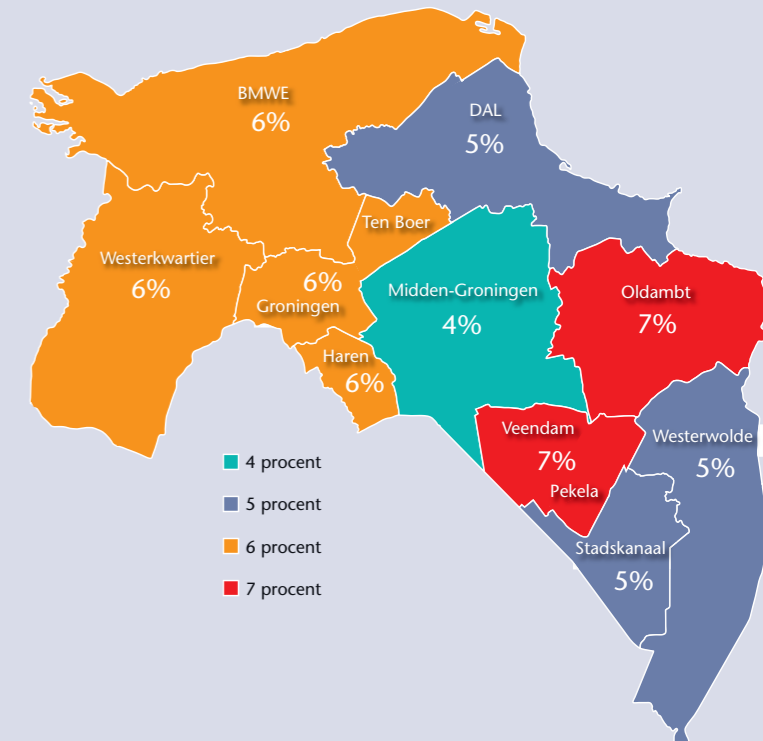 BMWE
6%
DAL
5%
Ten Boer
Westerkwartier
6%
6%
Groningen
Midden-Groningen
4%
Oldambt
7%
Haren
6%
Veendam
7%
Pekela
Westerwolde
5%
Stadskanaal
5%
4 procent
5 procent
6 procent
7 procent